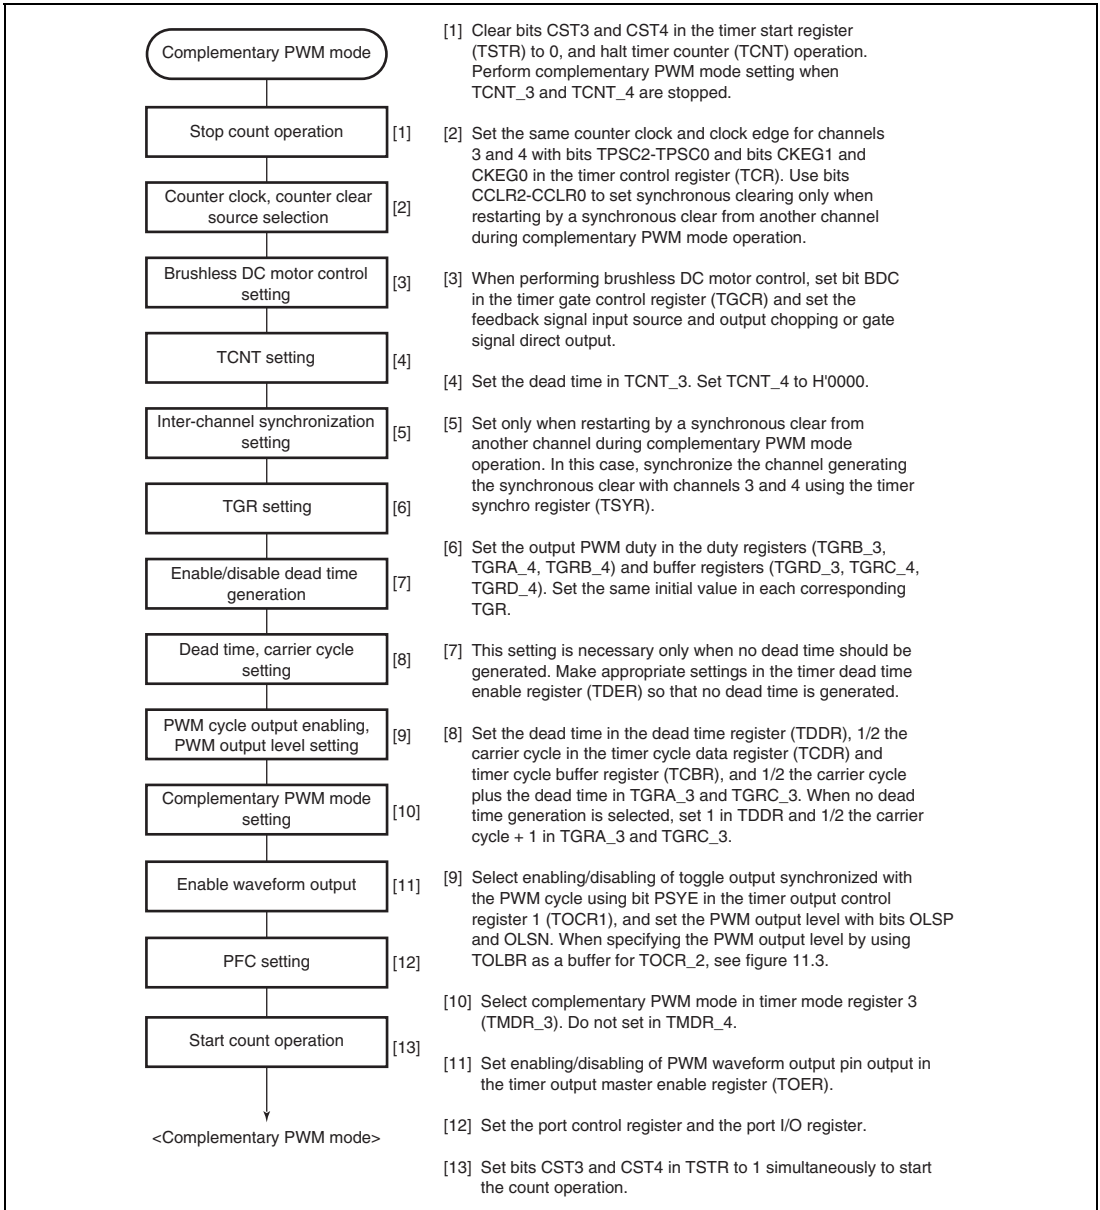 Complementary PWM mode
Stop count operation
[1]
Counter clock, counter clear
source selection
[2]
Brushless DC motor control
setting
[3]
TCNT setting
[4]
Inter-channel synchronization
setting
[5]
TGR setting
[6]
Enable/disable dead time
generation
[7]
Dead time, carrier cycle
setting
[8]
PWM cycle output enabling,
PWM output level setting
[9]
Complementary PWM mode
setting
[10]
Enable waveform output
[11]
PFC setting
[12]
Start count operation
[13]
<Complementary PWM mode>
[1] Clear bits CST3 and CST4 in the timer start register
(TSTR) to 0, and halt timer counter (TCNT) operation.
Perform complementary PWM mode setting when
TCNT_3 and TCNT_4 are stopped.
[2] Set the same counter clock and clock edge for channels
3 and 4 with bits TPSC2-TPSC0 and bits CKEG1 and
CKEG0 in the timer control register (TCR). Use bits
CCLR2-CCLR0 to set synchronous clearing only when
restarting by a synchronous clear from another channel
during complementary PWM mode operation.
[3] When performing brushless DC motor control, set bit BDC
in the timer gate control register (TGCR) and set the
feedback signal input source and output chopping or gate
signal direct output.
[4] Set the dead time in TCNT_3. Set TCNT_4 to H'0000.
[5] Set only when restarting by a synchronous clear from
another channel during complementary PWM mode
operation. In this case, synchronize the channel generating
the synchronous clear with channels 3 and 4 using the timer
synchro register (TSYR).
[6] Set the output PWM duty in the duty registers (TGRB_3,
TGRA_4, TGRB_4) and buffer registers (TGRD_3, TGRC_4,
TGRD_4). Set the same initial value in each corresponding
TGR.
[7] This setting is necessary only when no dead time should be
generated. Make appropriate settings in the timer dead time
enable register (TDER) so that no dead time is generated.
[8] Set the dead time in the dead time register (TDDR), 1/2 the
carrier cycle in the timer cycle data register (TCDR) and
timer cycle buffer register (TCBR), and 1/2 the carrier cycle
plus the dead time in TGRA_3 and TGRC_3. When no dead
time generation is selected, set 1 in TDDR and 1/2 the carrier
cycle + 1 in TGRA_3 and TGRC_3.
[9] Select enabling/disabling of toggle output synchronized with
the PWM cycle using bit PSYE in the timer output control
register 1 (TOCR1), and set the PWM output level with bits OLSP
and OLSN. When specifying the PWM output level by using
TOLBR as a buffer for TOCR_2, see figure 11.3.
[10] Select complementary PWM mode in timer mode register 3
(TMDR_3). Do not set in TMDR_4.
[11] Set enabling/disabling of PWM waveform output pin output in
the timer output master enable register (TOER).
[12] Set the port control register and the port I/O register.
[13] Set bits CST3 and CST4 in TSTR to 1 simultaneously to start
the count operation.